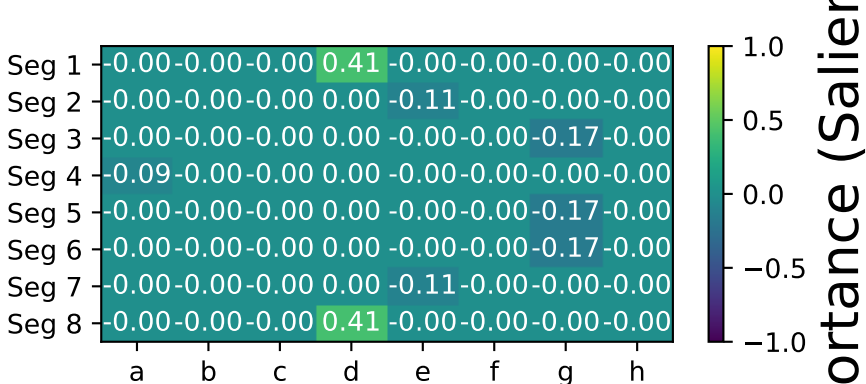 Seg 1 -0.00 -0.00 -0.00 0.41 -0.00 -0.00 -0.00 -0.00
Seg 2 -0.00 -0.00 -0.00 0.00 -0.11 -0.00 -0.00 -0.00
Seg 3 -0.00 -0.00 -0.00 0.00 -0.00 -0.00 -0.17 -0.00
Seg 4 -0.09 -0.00 -0.00 0.00 -0.00 -0.00 -0.00 -0.00
Seg 5 -0.00 -0.00 -0.00 0.00 -0.00 -0.00 -0.17 -0.00
Seg 6 -0.00 -0.00 -0.00 0.00 -0.00 -0.00 -0.17 -0.00
Seg 7 -0.00 -0.00 -0.00 0.00 -0.11 -0.00 -0.00 -0.00
Seg 8 -0.00 -0.00 -0.00 0.41 -0.00 -0.00 -0.00 -0.00
a b c d e f g h
1.0
0.5
0.0
−0.5
−1.0
ortance (Salien